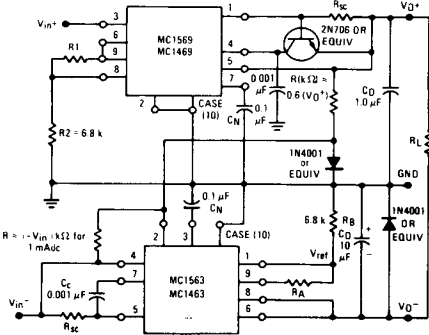 Vin+
3
1
RSC
VO+
6
9
8
MC1569
MC1469
4
5
7
2N706 OR
EQUIV
R1
2
CASE
(10)
0.001
µF
0.1
µF
CN
R(kΩ) =
0.6 (VO+)
CO
1.0 µF
R2 = 6.8 k
RL
1N4001
or
EQUIV
GND
0.1 µF
CN
2
3
CASE (10)
6.8 k
RB
CO
10
µF
+
−
1N4001
OR
EQUIV
kΩ for
1 mAdc
Vin−
CC
0.001 µF
RSC
4
7
5
MC1563
MC1463
1
9
8
6
Vref
RA
VO−